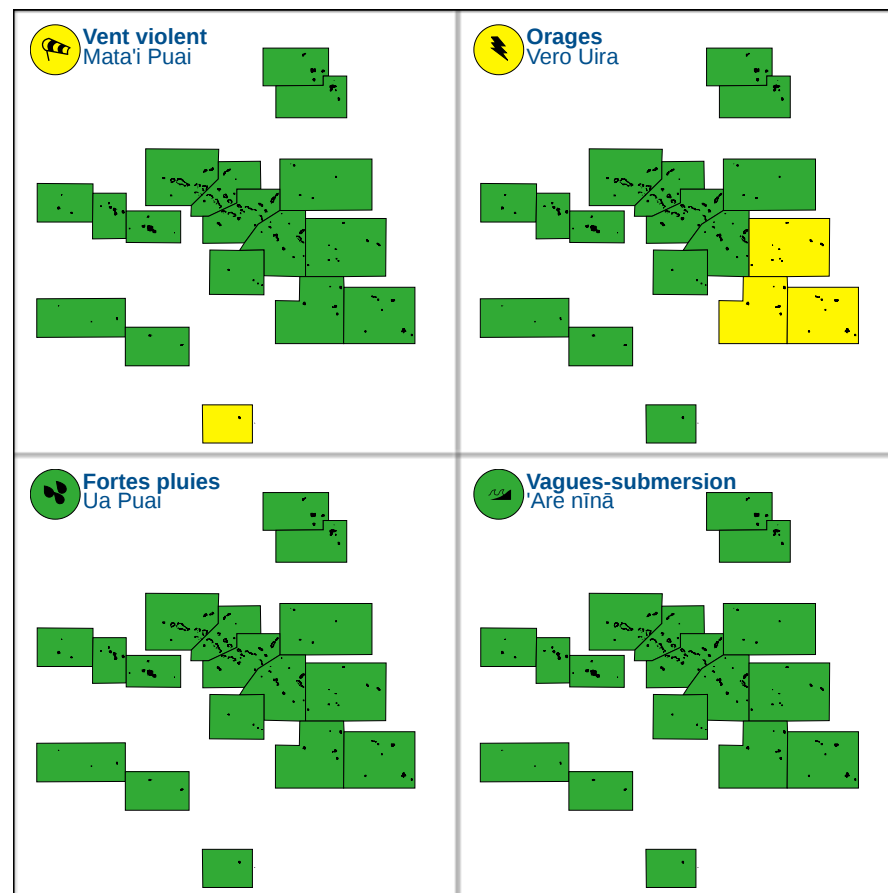 Vent violent
Mata'i Puai
Orages
Vero Uira
Fortes pluies
Ua Puai
Vagues-submersion
'Are nīnā